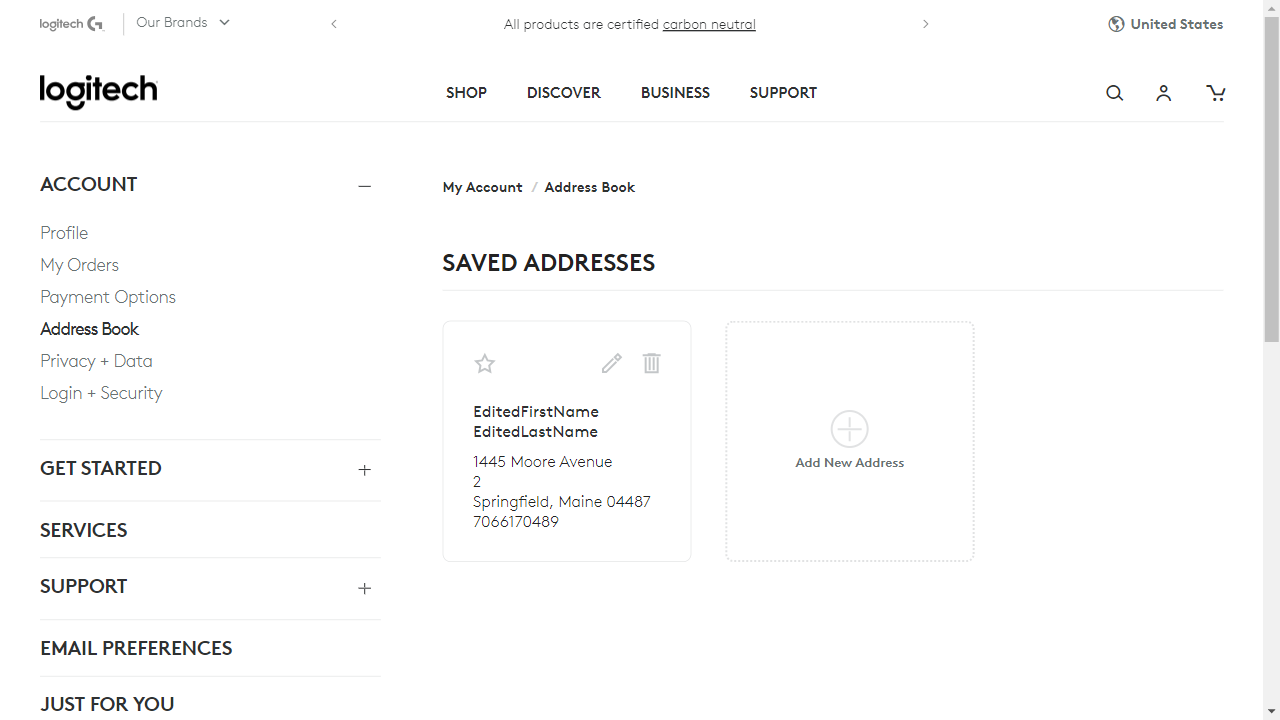 logitech G
Our Brands
All products are certified carbon neutral
United States
logitech
SHOP
DISCOVER
BUSINESS
SUPPORT
ACCOUNT
Profile
My Orders
Payment Options
Address Book
Privacy + Data
Login + Security
GET STARTED
SERVICES
SUPPORT
EMAIL PREFERENCES
JUST FOR YOU
My Account / Address Book
SAVED ADDRESSES
EditedFirstName
EditedLastName
1445 Moore Avenue
2
Springfield, Maine 04487
7066170489
Add New Address